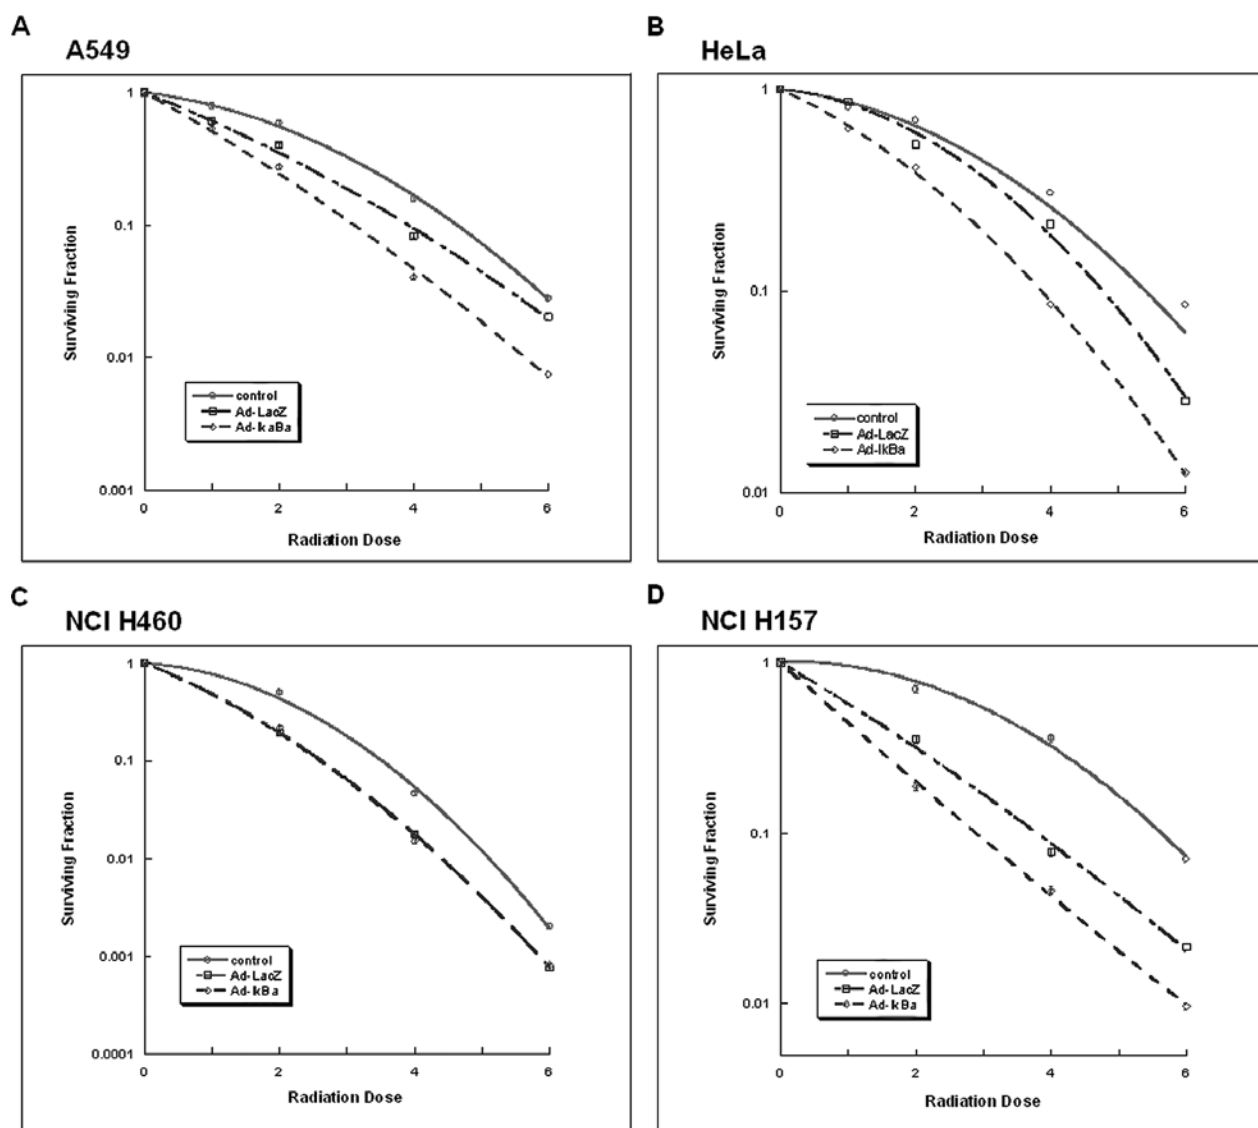 A
A549
1
0.1
0.01
0.001
Surviving Fraction
control
Ad-LacZ
Ad-IkaBa
0 2 4 6
Radiation Dose
B
HeLa
1
0.1
0.01
Surviving Fraction
control
Ad-LacZ
Ad-IkBa
0 2 4 6
Radiation Dose
C
NCI H460
1
0.1
0.01
0.001
0.0001
Surviving Fraction
control
Ad-LacZ
Ad-IkBa
0 2 4 6
Radiation Dose
D
NCI H157
1
0.1
0.01
Surviving Fraction
control
Ad-LacZ
Ad-IkBa
0 2 4 6
Radiation Dose